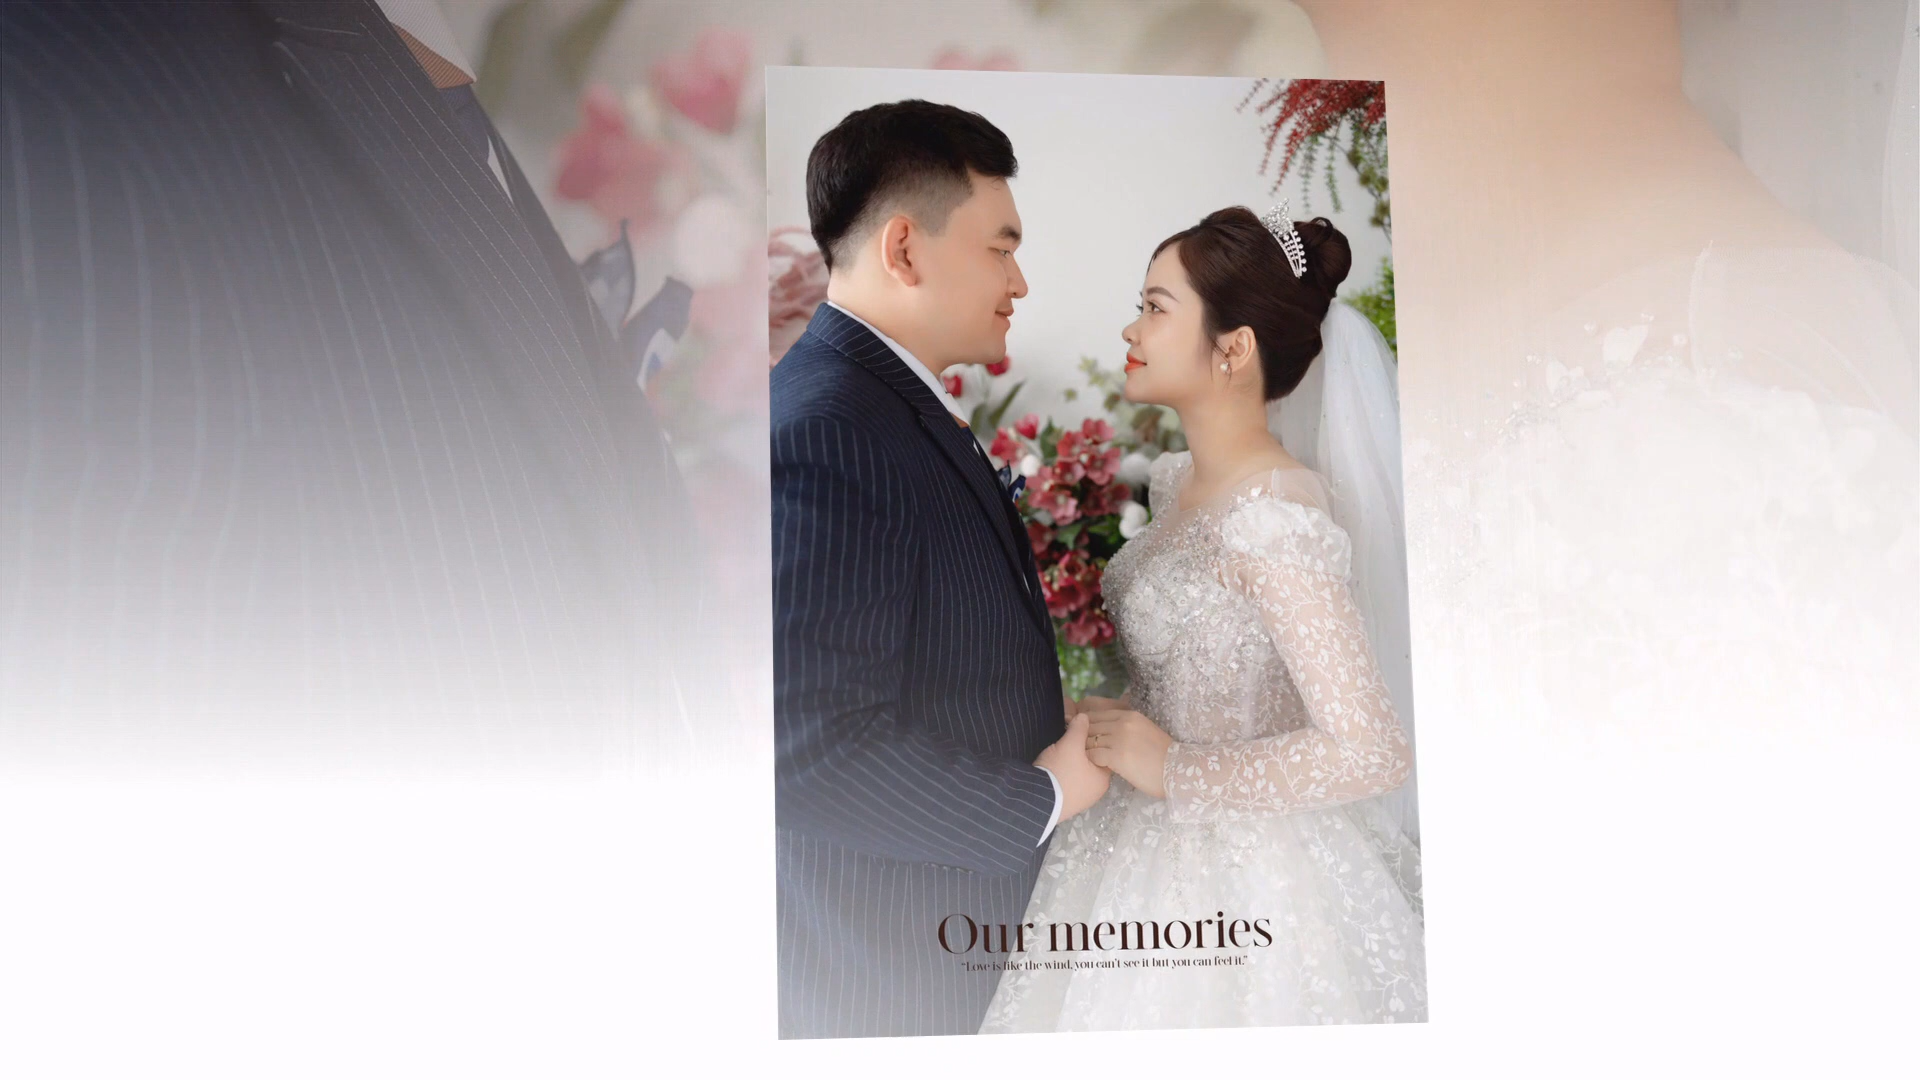 Our memories
“Love is like the wind, you can't see it but you can feel it.”